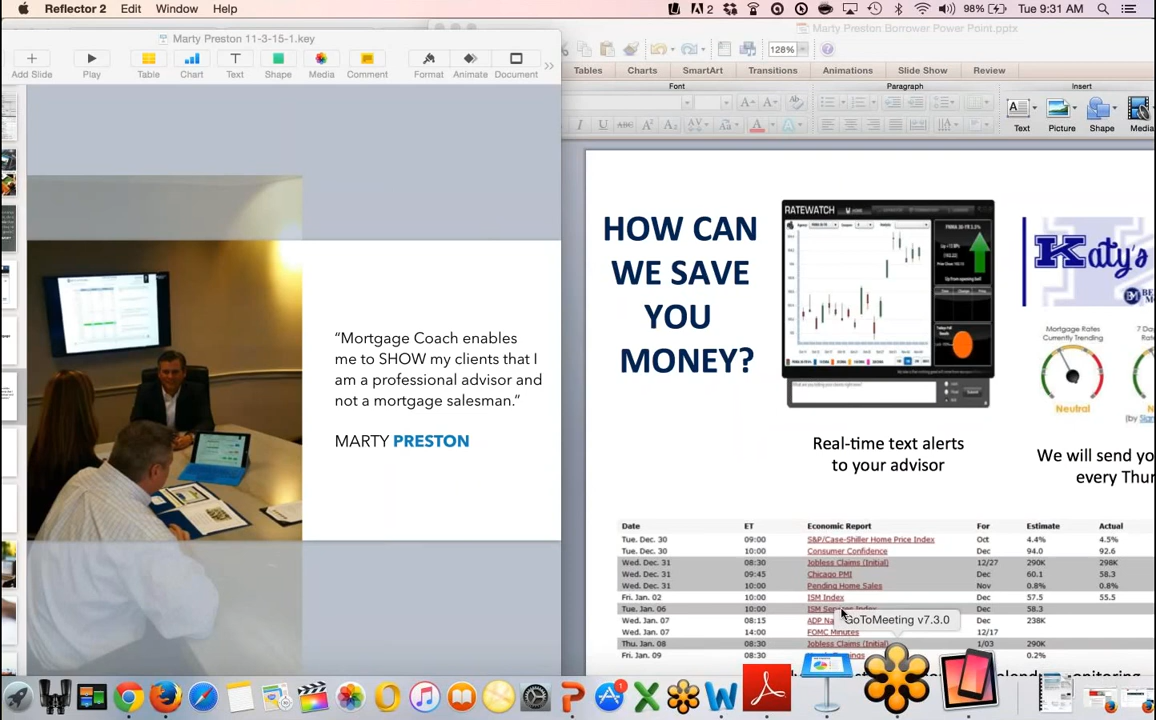 Reflector 2 Edit Window Help
2 98% Tue 9:31 AM
Marty Preston 11-3-15-1.key
Add Slide Play Table Chart Text Shape Media Comment Format Animate Document
Marty Preston Borrower Power Point.pptx
128%
Tables Charts SmartArt Transitions Animations Slide Show Review
Font Paragraph Insert
Text Picture Shape Media
“Mortgage Coach enables
me to SHOW my clients that I
am a professional advisor and
not a mortgage salesman.”
MARTY PRESTON
HOW CAN
WE SAVE
YOU
MONEY?
RATEWATCH
Real-time text alerts
to your advisor
Katy's
Mortgage Rates
Currently Trending
Neutral
7 Da
(by
We will send yo
every Thur
Date ET Economic Report For Estimate Actual
Tue. Dec. 30 09:00 S&P/Case-Shiller Home Price Index Oct 4.4% 4.5%
Tue. Dec. 30 10:00 Consumer Confidence Dec 94.0 92.6
Wed. Dec. 31 08:30 Jobless Claims (Initial) 12/27 290K 298K
Wed. Dec. 31 09:45 Chicago PMI Dec 60.1 58.3
Wed. Dec. 31 10:00 Pending Home Sales Nov 0.8% 0.8%
Fri. Jan. 02 10:00 ISM Index Dec 57.5 55.5
Tue. Jan. 06 10:00 ISM Services Index Dec 58.3
Wed. Jan. 07 08:15 ADP Na Dec 238K
Wed. Jan. 07 14:00 FOMC Minutes 12/17
Thu. Jan. 08 08:30 Jobless Claims (Initial) 1/03 290K
Fri. Jan. 09 08:30 Dec 0.2%
GoToMeeting v7.3.0